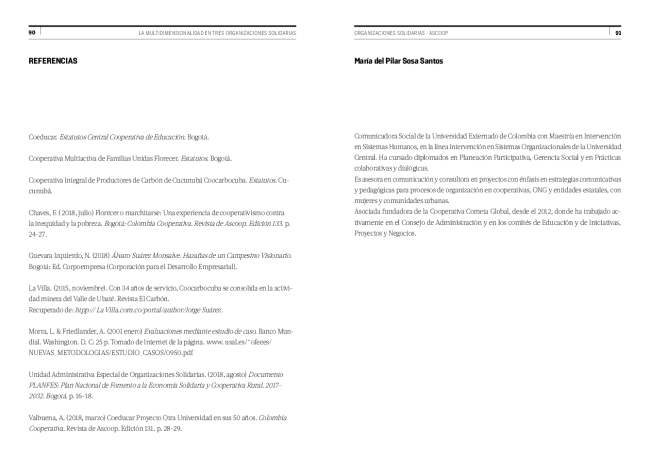 90
LA MULTIDIMENSIONALIDAD EN TRES ORGANIZACIONES SOLIDARIAS
REFERENCIAS
Coeducar. Estatutos Central Cooperativa de Educación. Bogotá.
Cooperativa Multiactiva de Familias Unidas Florecer. Estatutos. Bogotá.
Cooperativa Integral de Productores de Carbón de Cucunubá Coocarbocuba. Estatutos. Cu-
cunubá.
Chaves, F. (2018, julio) Florecer o marchitarse: Una experiencia de cooperativismo contra
la inequidad y la pobreza. Bogotá: Colombia Cooperativa. Revista de Ascoop. Edición 133. p.
24-27.
Guevara Izquierdo, N. (2018) Álvaro Suárez Monsalve. Hazañas de un Campesino Visionario.
Bogotá: Ed. Corpoempresa (Corporación para el Desarrollo Empresarial).
La Villa. (2015, noviembre). Con 34 años de servicio, Coocarbocuba se consolida en la activi-
dad minera del Valle de Ubaté. Revista El Carbón.
Recuperado de: htpp:// La Villa.com.co/portal/author/Jorge Suárez.
Morra, L. & Friedlander, A. (2001 enero) Evaluaciones mediante estudio de caso. Banco Mun-
dial. Washington. D. C: 25 p. Tomado de Internet de la página. www. usal.es/~ofeees/
NUEVAS_METODOLOGIAS/ESTUDIO_CASOS/0950.pdf
Unidad Administrativa Especial de Organizaciones Solidarias. (2018, agosto) Documento
PLANFES: Plan Nacional de Fomento a la Economía Solidaria y Cooperativa Rural. 2017-
2032. Bogotá. p. 16-18.
Valbuena, A. (2018, marzo) Coeducar Proyecto Otra Universidad en sus 50 años. Colombia
Cooperativa. Revista de Ascoop. Edición 131. p. 28-29.
ORGANIZACIONES SOLIDARIAS - ASCOOP
91
María del Pilar Sosa Santos
Comunicadora Social de la Universidad Externado de Colombia con Maestría en Intervención
en Sistemas Humanos, en la línea intervención en Sistemas Organizacionales de la Universidad
Central. Ha cursado diplomados en Planeación Participativa, Gerencia Social y en Prácticas
colaborativas y dialógicas.
Es asesora en comunicación y consultora en proyectos con énfasis en estrategias comunicativas
y pedagógicas para procesos de organización en cooperativas, ONG y entidades estatales, con
mujeres y comunidades urbanas.
Asociada fundadora de la Cooperativa Cometa Global, desde el 2012, donde ha trabajado ac-
tivamente en el Consejo de Administración y en los comités de Educación y de Iniciativas,
Proyectos y Negocios.